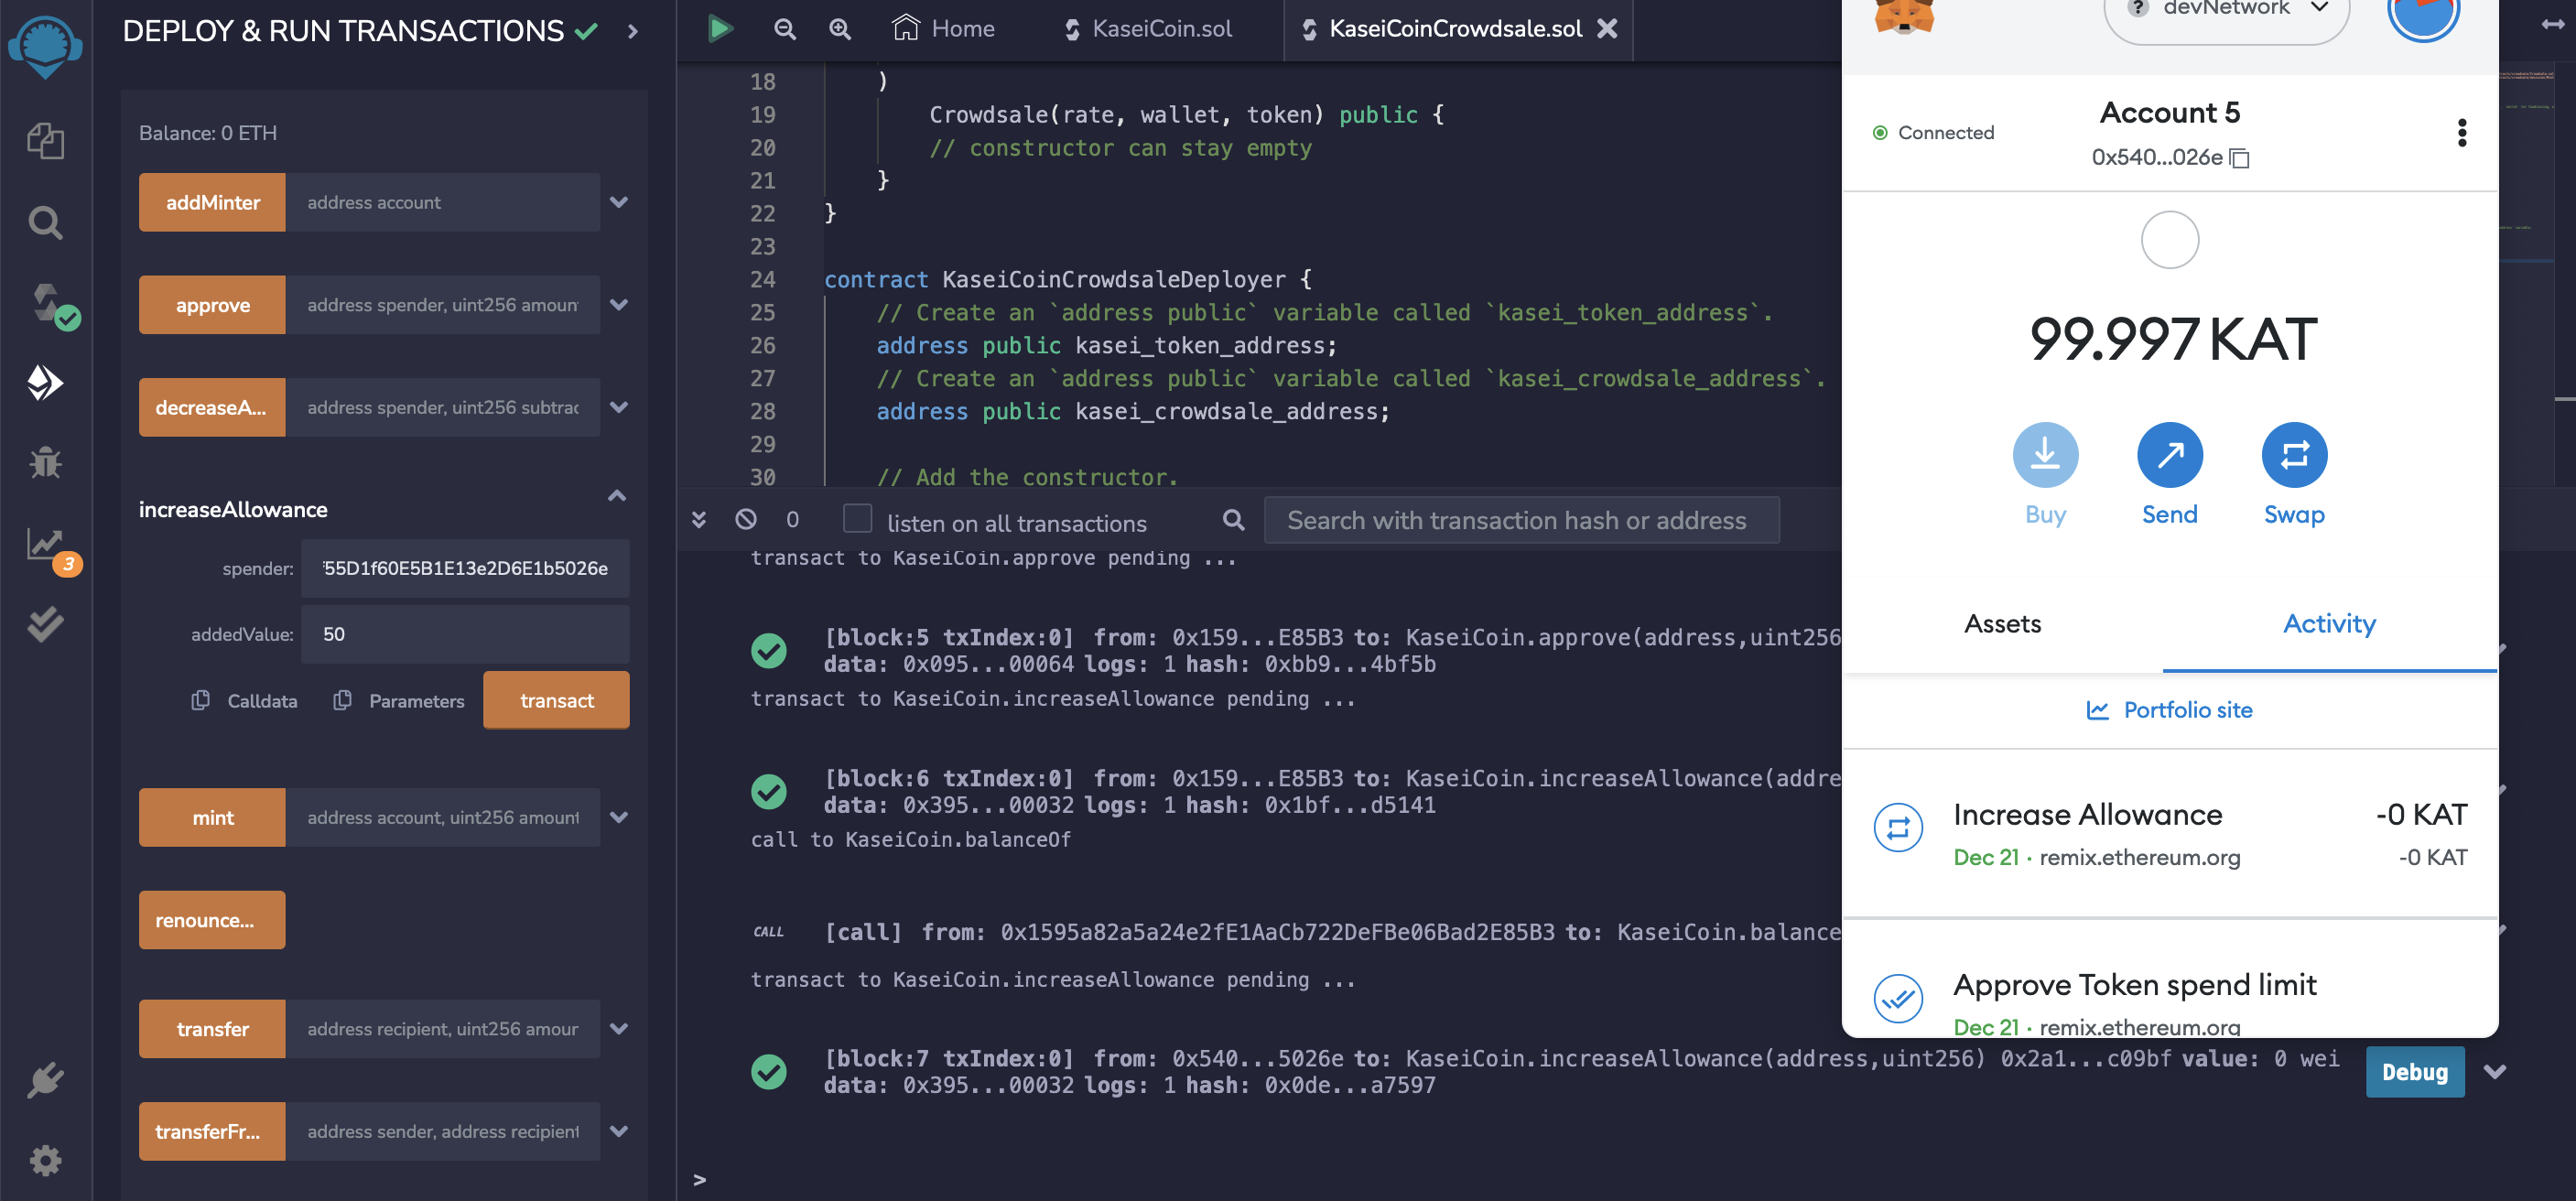 DEPLOY & RUN TRANSACTIONS
Balance: 0 ETH
addMinter
address account
approve
address spender, uint256 amoun
decreaseA...
address spender, uint256 subtrac
increaseAllowance
spender:
55D1f60E5B1E13e2D6E1b5026e
addedValue:
50
Calldata
Parameters
transact
mint
address account, uint256 amount
renounce...
transfer
address recipient, uint256 amour
transferFr...
address sender, address recipient
3
Home
KaseiCoin.sol
KaseiCoinCrowdsale.sol
18 )
19 Crowdsale(rate, wallet, token) public {
20 // constructor can stay empty
21 }
22 }
23
24 contract KaseiCoinCrowdsaleDeployer {
25 // Create an `address public` variable called `kasei_token_address`.
26 address public kasei_token_address;
27 // Create an `address public` variable called `kasei_crowdsale_address`.
28 address public kasei_crowdsale_address;
29
30 // Add the constructor.
0
listen on all transactions
Search with transaction hash or address
transact to KaseiCoin.approve pending ...
[block:5 txIndex:0] from: 0x159...E85B3 to: KaseiCoin.approve(address,uint256
data: 0x095...00064 logs: 1 hash: 0xbb9...4bf5b
transact to KaseiCoin.increaseAllowance pending ...
[block:6 txIndex:0] from: 0x159...E85B3 to: KaseiCoin.increaseAllowance(addre
data: 0x395...00032 logs: 1 hash: 0x1bf...d5141
call to KaseiCoin.balanceOf
CALL
[call] from: 0x1595a82a5a24e2fE1AaCb722DeFBe06Bad2E85B3 to: KaseiCoin.balance
transact to KaseiCoin.increaseAllowance pending ...
[block:7 txIndex:0] from: 0x540...5026e to: KaseiCoin.increaseAllowance(address,uint256) 0x2a1...c09bf value: 0 wei
data: 0x395...00032 logs: 1 hash: 0x0de...a7597
Debug
>
? devNetwork
Connected
Account 5
0x540...026e
99.997 KAT
Buy
Send
Swap
Assets
Activity
Portfolio site
Increase Allowance
-0 KAT
Dec 21 · remix.ethereum.org
-0 KAT
Approve Token spend limit
Dec 21 · remix.ethereum.org